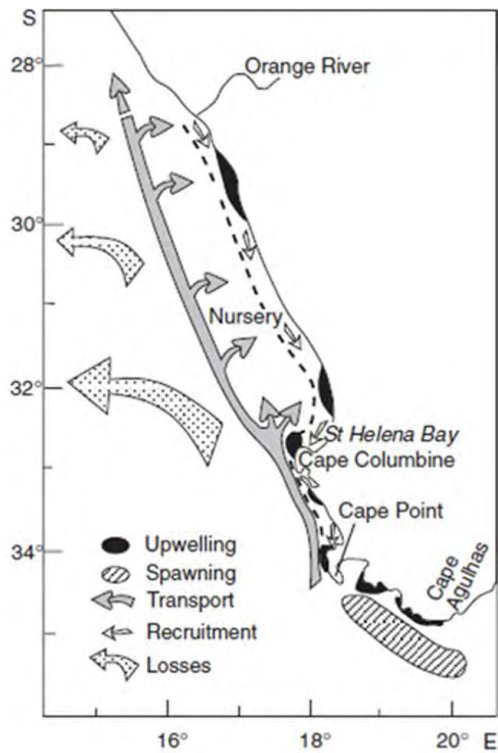 S
28°
Orange River
30°
Nursery
32°
St Helena Bay
Cape Columbine
Cape Point
34°
Cape
Agulhas
Upwelling
Spawning
Transport
Recruitment
Losses
16°
18°
20° E